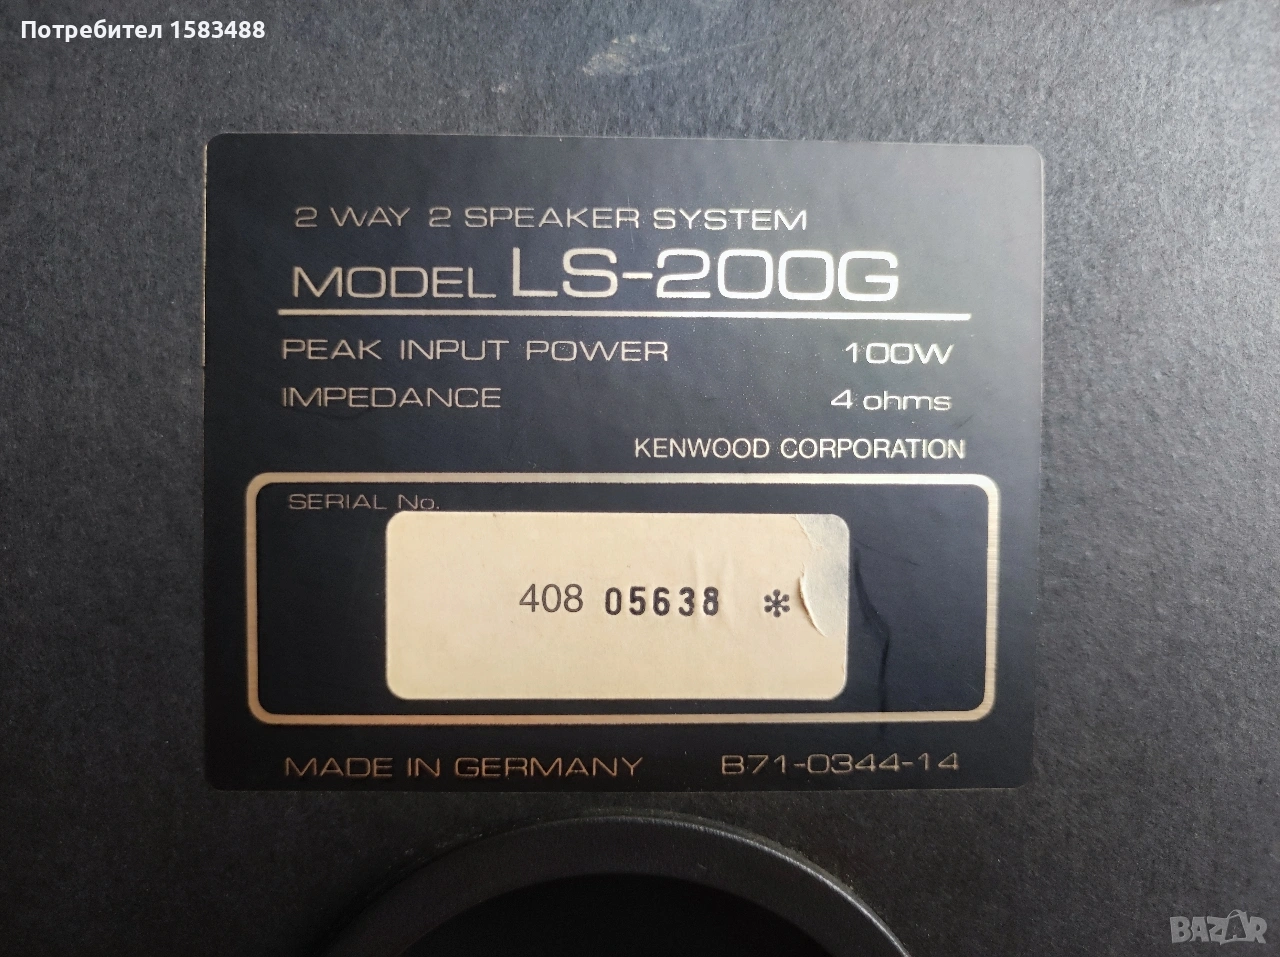 Потребител 1583488
2 WAY 2 SPEAKER SYSTEM
MODEL LS-200G
PEAK INPUT POWER 100W
IMPEDANCE 4 ohms
KENWOOD CORPORATION
SERIAL No.
408 05638 *
MADE IN GERMANY B71-0344-14
BAZAR